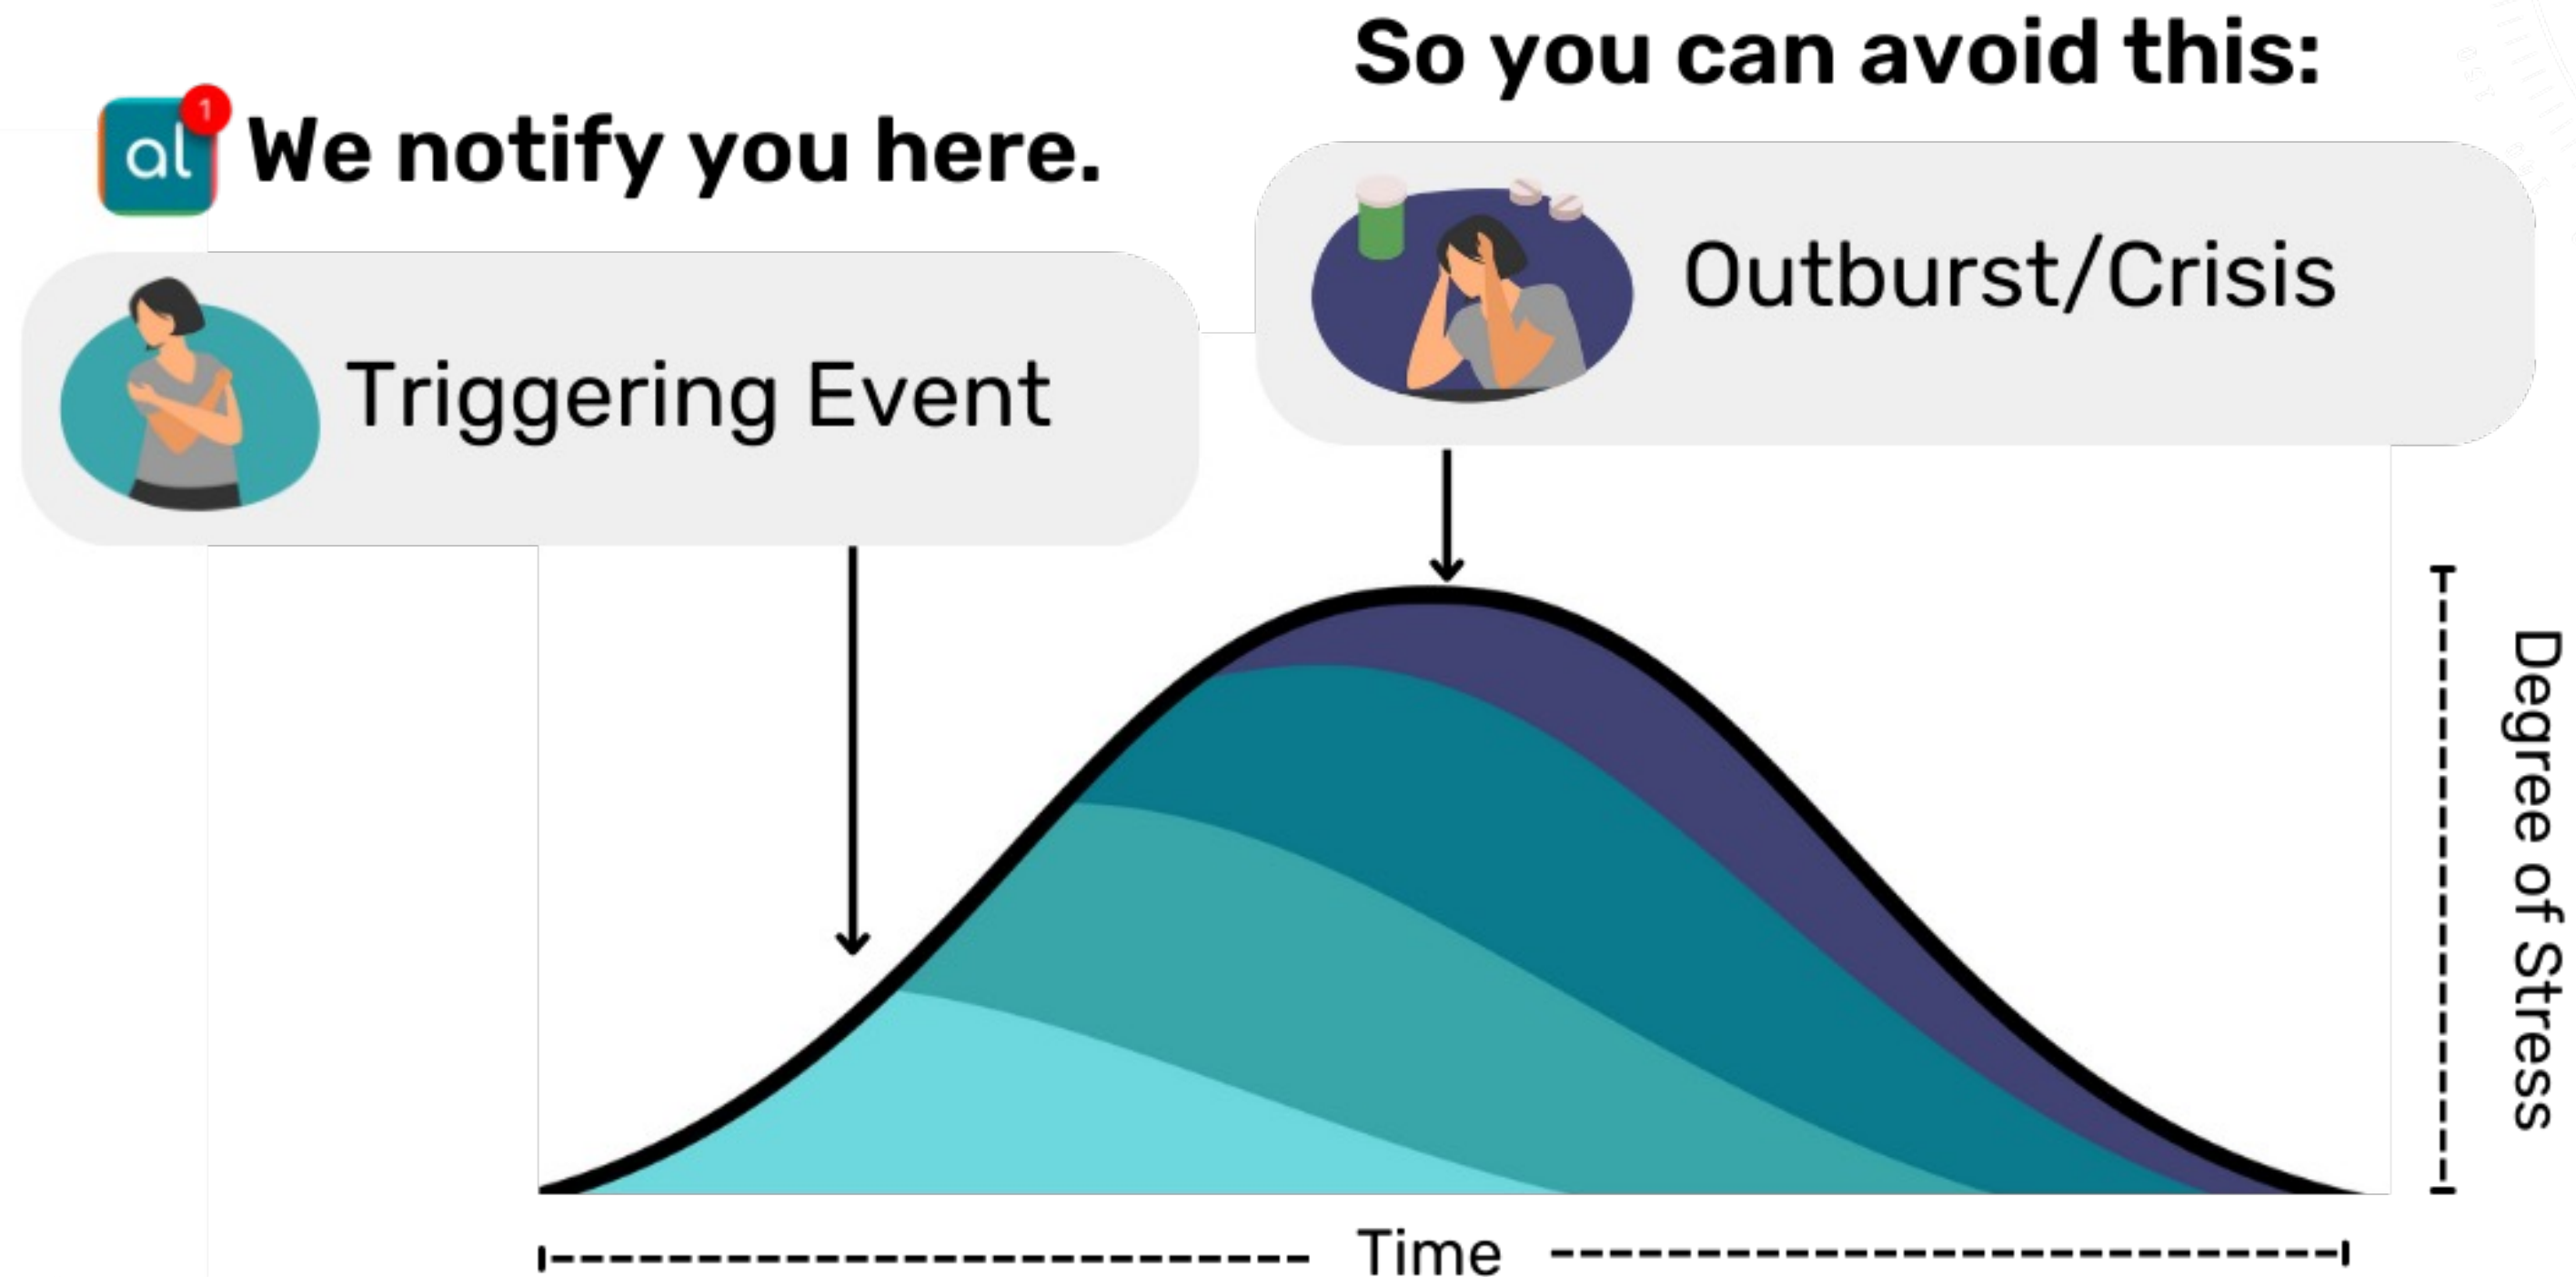 So you can avoid this:
al
1
We notify you here.
Outburst/Crisis
Triggering Event
Degree of Stress
Time